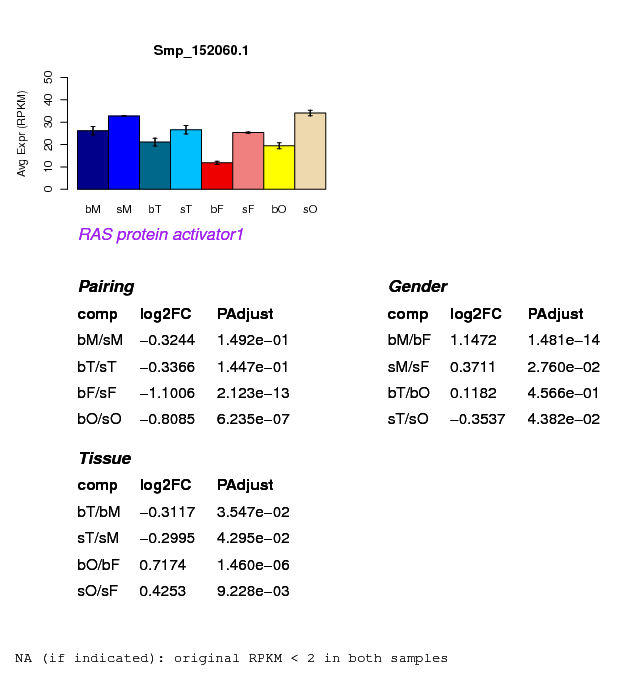 Smp_152060.1
Avg Expr (RPKM)
0 10 20 30 40 50
bM sM bT sT bF sF bO sO
RAS protein activator1
Pairing
comp log2FC PAdjust
bM/sM −0.3244 1.492e−01
bT/sT −0.3366 1.447e−01
bF/sF −1.1006 2.123e−13
bO/sO −0.8085 6.235e−07
Gender
comp log2FC PAdjust
bM/bF 1.1472 1.481e−14
sM/sF 0.3711 2.760e−02
bT/bO 0.1182 4.566e−01
sT/sO −0.3537 4.382e−02
Tissue
comp log2FC PAdjust
bT/bM −0.3117 3.547e−02
sT/sM −0.2995 4.295e−02
bO/bF 0.7174 1.460e−06
sO/sF 0.4253 9.228e−03
NA (if indicated): original RPKM < 2 in both samples